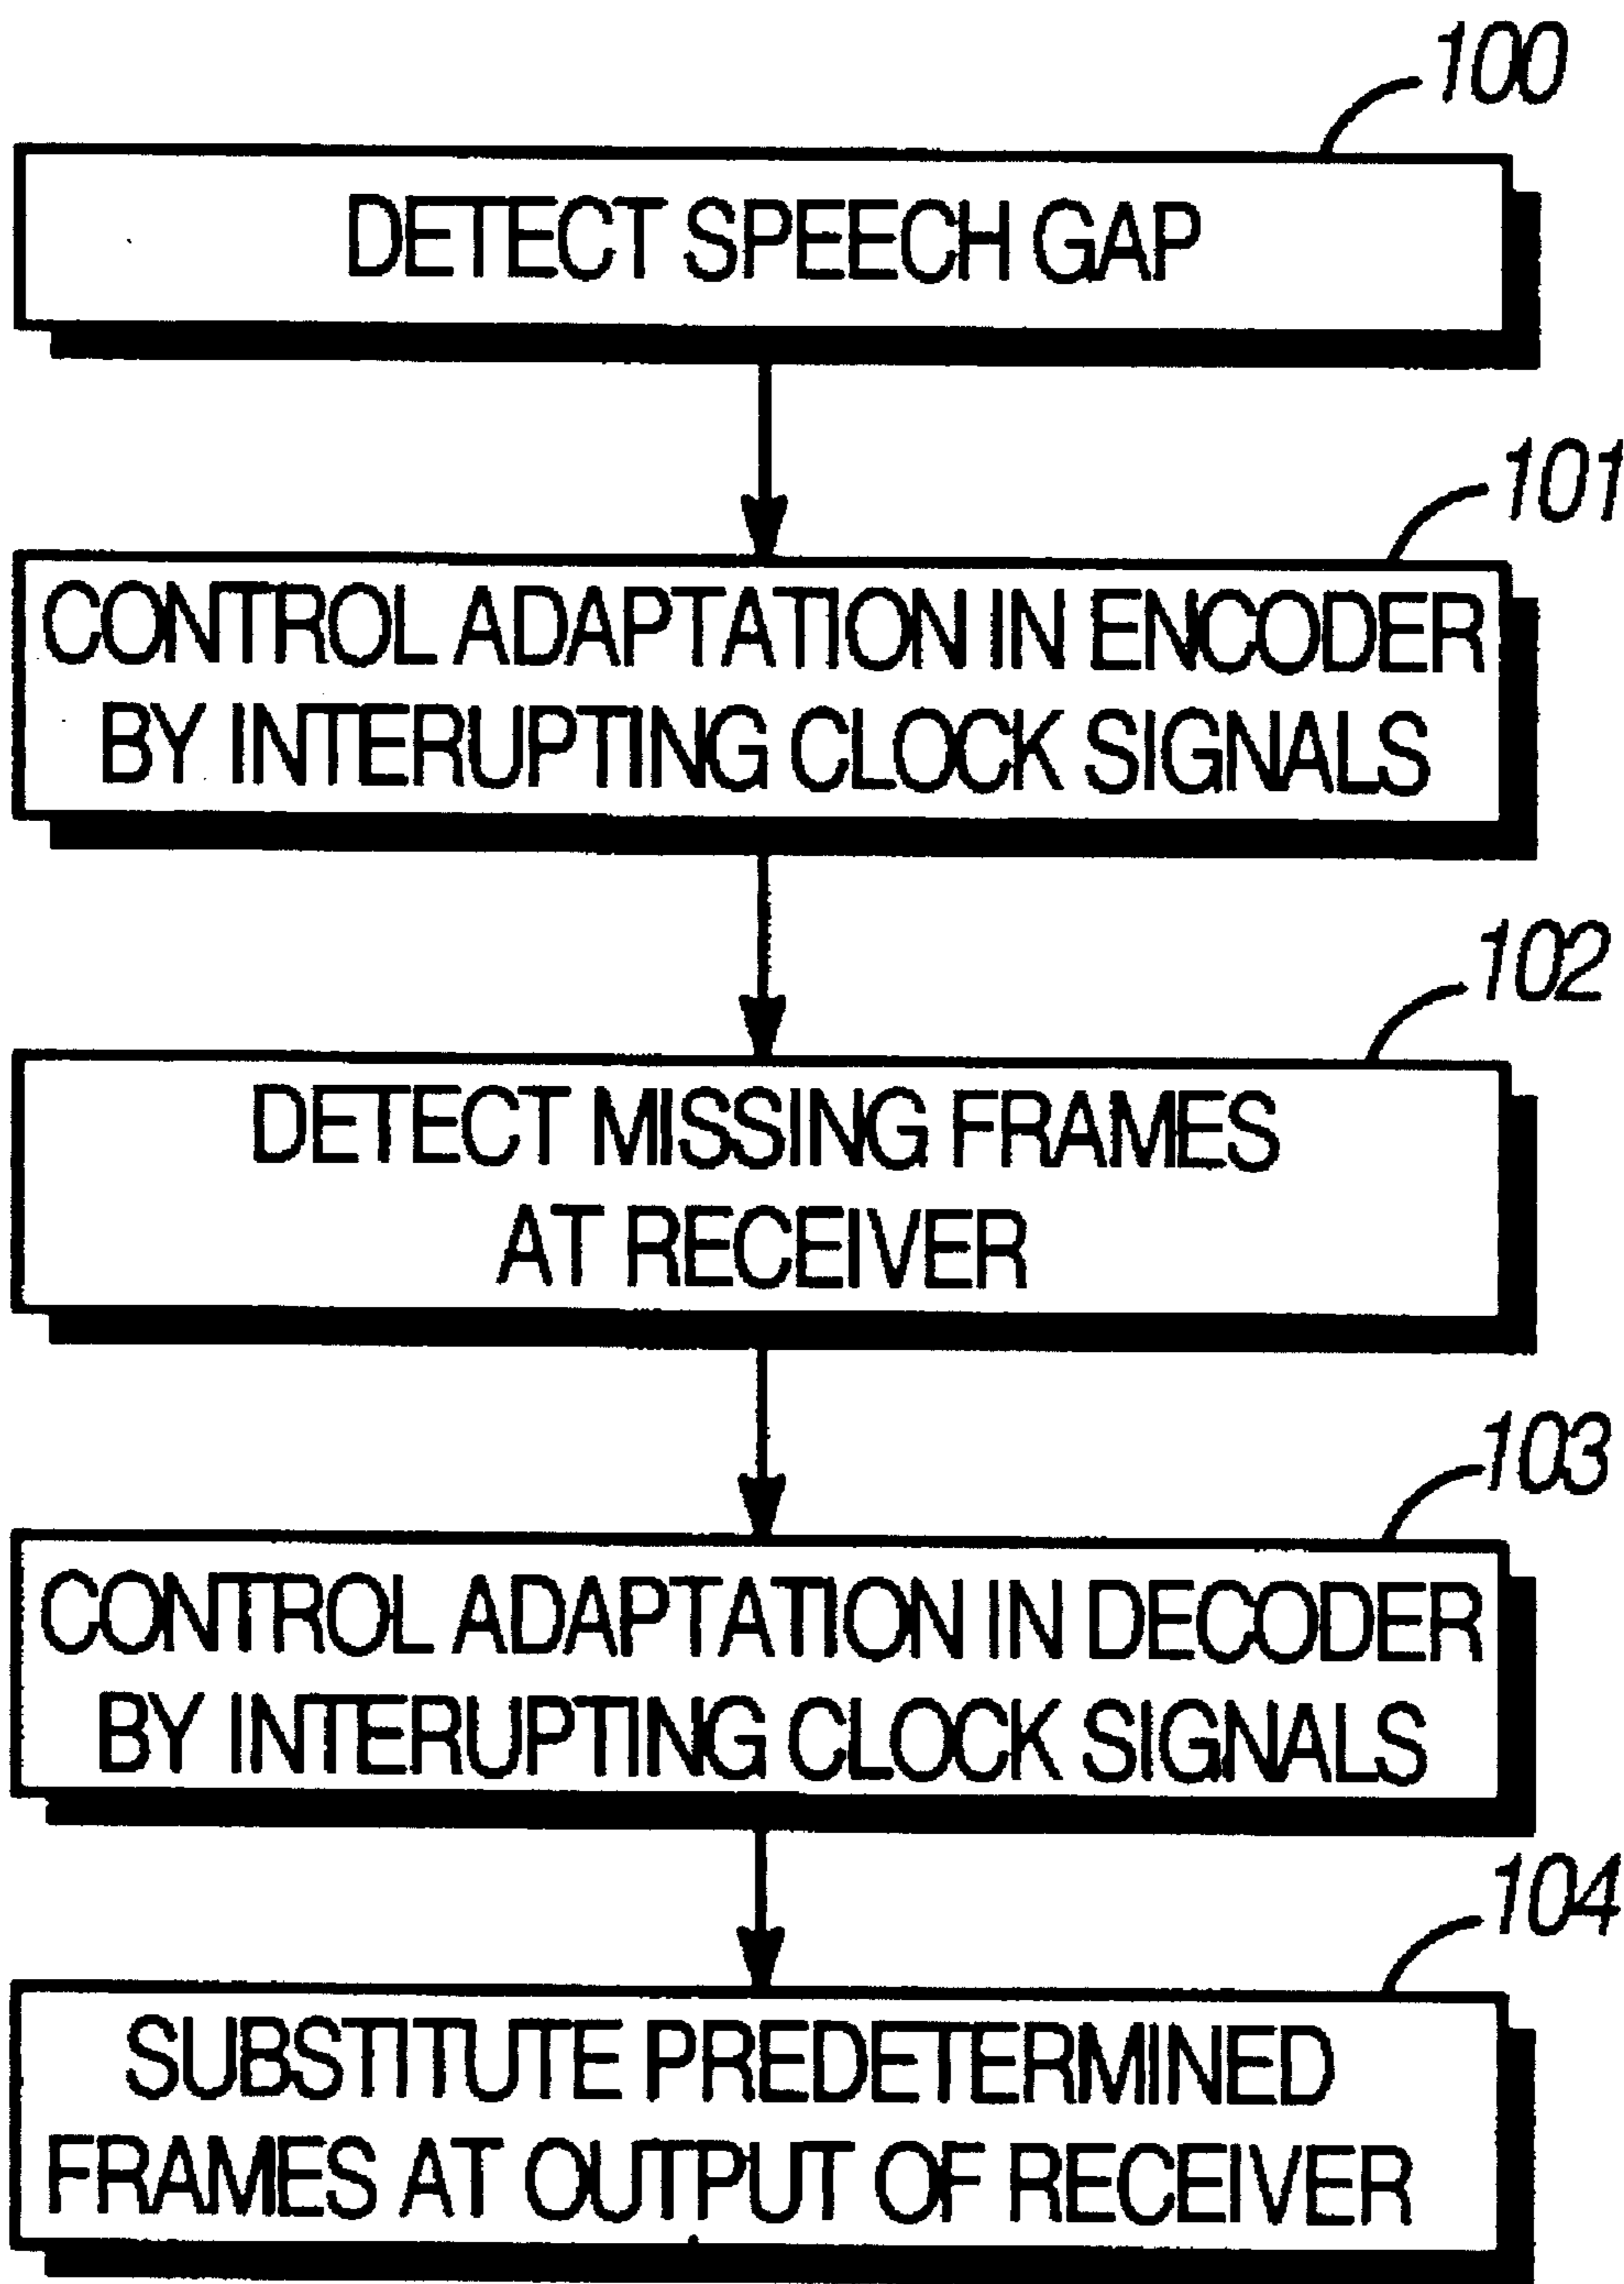 100
DETECT SPEECH GAP
101
CONTROL ADAPTATION IN ENCODER
BY INTERUPTING CLOCK SIGNALS
102
DETECT MISSING FRAMES
AT RECEIVER
103
CONTROL ADAPTATION IN DECODER
BY INTERUPTING CLOCK SIGNALS
104
SUBSTITUTE PREDETERMINED
FRAMES AT OUTPUT OF RECEIVER